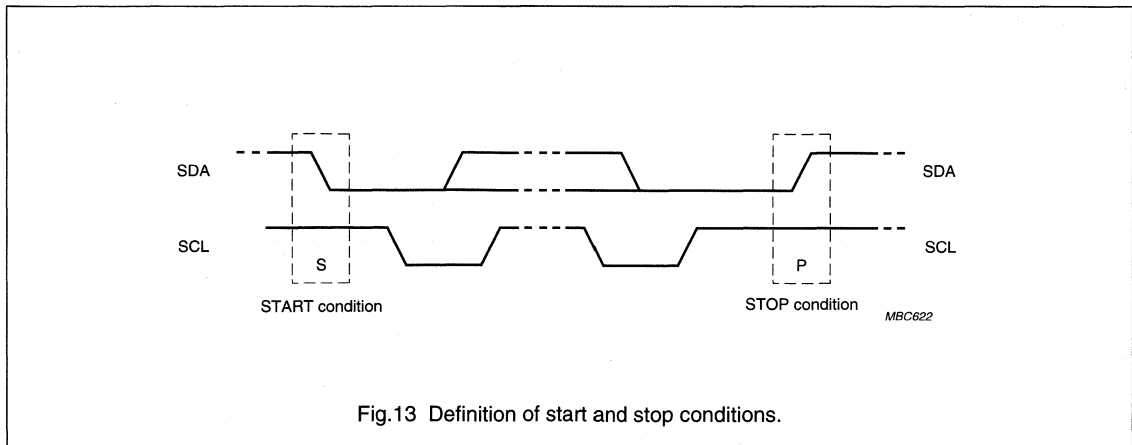 SDA SDA
SCL SCL
S P
START condition STOP condition
MBC622
Fig.13 Definition of start and stop conditions.